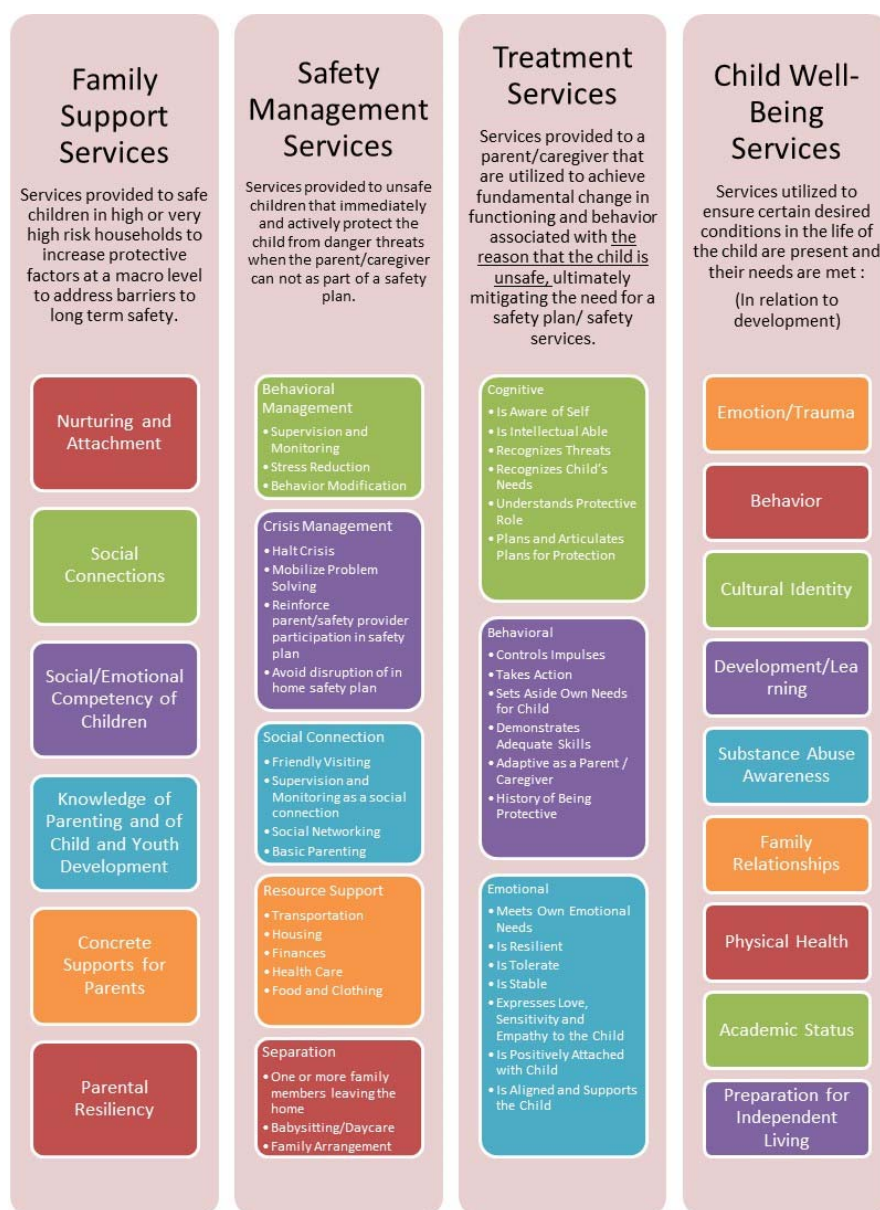 Family
Support
Services
Services provided to safe
children in high or very
high risk households to
increase protective
factors at a macro level
to address barriers to
long term safety.
Nurturing and
Attachment
Social
Connections
Social/Emotional
Competency of
Children
Knowledge of
Parenting and of
Child and Youth
Development
Concrete
Supports for
Parents
Parental
Resiliency
Safety
Management
Services
Services provided to unsafe
children that immediately
and actively protect the
child from danger threats
when the parent/caregiver
can not as part of a safety
plan.
Behavioral
Management
• Supervision and
Monitoring
• Stress Reduction
• Behavior Modification
Crisis Management
• Halt Crisis
• Mobilize Problem
Solving
• Reinforce
parent/safety provider
participation in safety
plan
• Avoid disruption of in
home safety plan
Social Connection
• Friendly Visiting
• Supervision and
Monitoring as a social
connection
• Social Networking
• Basic Parenting
Resource Support
• Transportation
• Housing
• Finances
• Health Care
• Food and Clothing
Separation
• One or more family
members leaving the
home
• Babysitting/Daycare
• Family Arrangement
Treatment
Services
Services provided to a
parent/caregiver that
are utilized to achieve
fundamental change in
functioning and behavior
associated with the
reason that the child is
unsafe, ultimately
mitigating the need for a
safety plan/ safety
services.
Cognitive
• Is Aware of Self
• Is Intellectual Able
• Recognizes Threats
• Recognizes Child's
Needs
• Understands Protective
Role
• Plans and Articulates
Plans for Protection
Behavioral
• Controls Impulses
• Takes Action
• Sets Aside Own Needs
for Child
• Demonstrates
Adequate Skills
• Adaptive as a Parent /
Caregiver
• History of Being
Protective
Emotional
• Meets Own Emotional
Needs
• Is Resilient
• Is Tolerate
• Is Stable
• Expresses Love,
Sensitivity and
Empathy to the Child
• Is Positively Attached
with Child
• Is Aligned and Supports
the Child
Child Well-
Being
Services
Services utilized to
ensure certain desired
conditions in the life of
the child are present and
their needs are met :
(In relation to
development)
Emotion/Trauma
Behavior
Cultural Identity
Development/Lea
rning
Substance Abuse
Awareness
Family
Relationships
Physical Health
Academic Status
Preparation for
Independent
Living